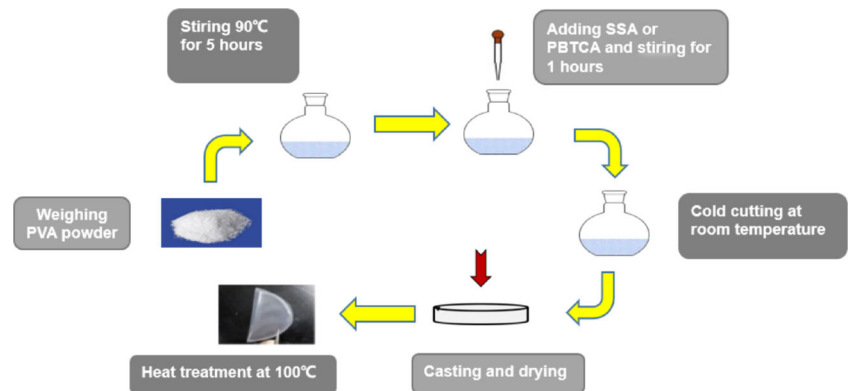 Stiring 90℃
for 5 hours
Adding SSA or
PBTCA and stiring for
1 hours
Weighing
PVA powder
Cold cutting at
room temperature
Heat treatment at 100℃
Casting and drying